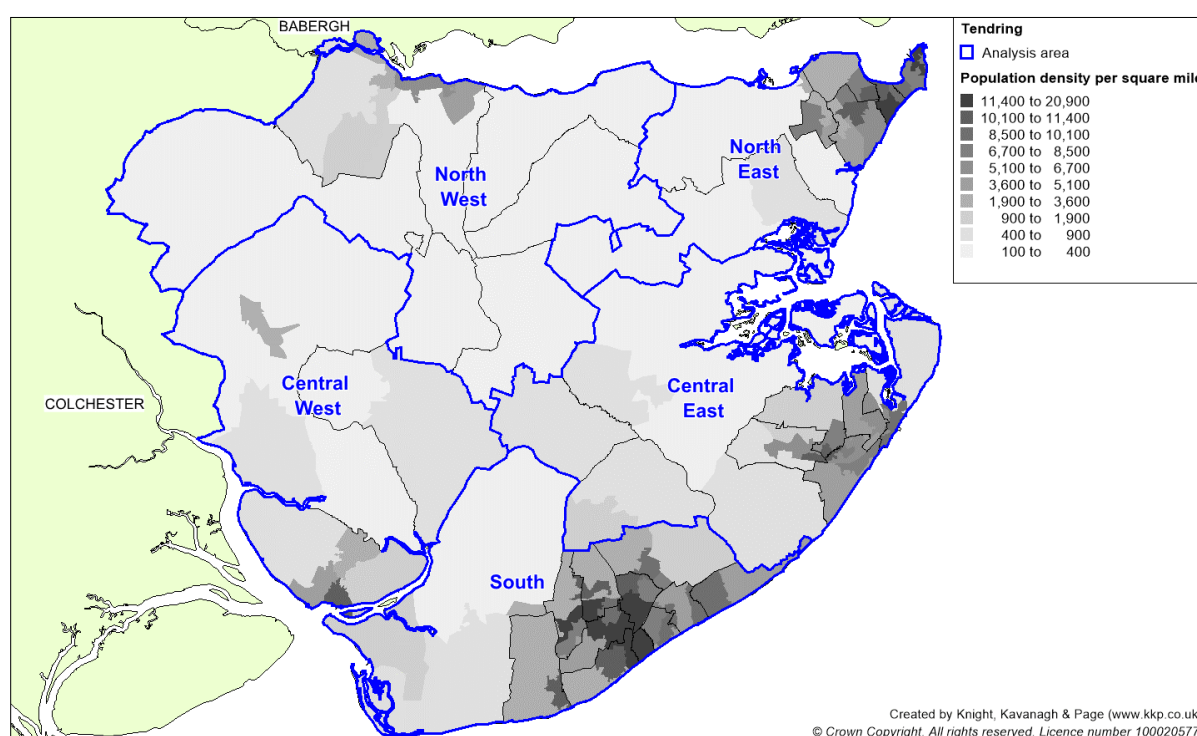 BABERGH
Tendring
Analysis area
Population density per square mile
11,400 to 20,900
10,100 to 11,400
8,500 to 10,100
6,700 to 8,500
5,100 to 6,700
3,600 to 5,100
1,900 to 3,600
900 to 1,900
400 to 900
100 to 400
North
East
North
West
Central
West
Central
East
COLCHESTER
South
Created by Knight, Kavanagh & Page (www.kkp.co.uk
© Crown Copyright. All rights reserved. Licence number 100020577